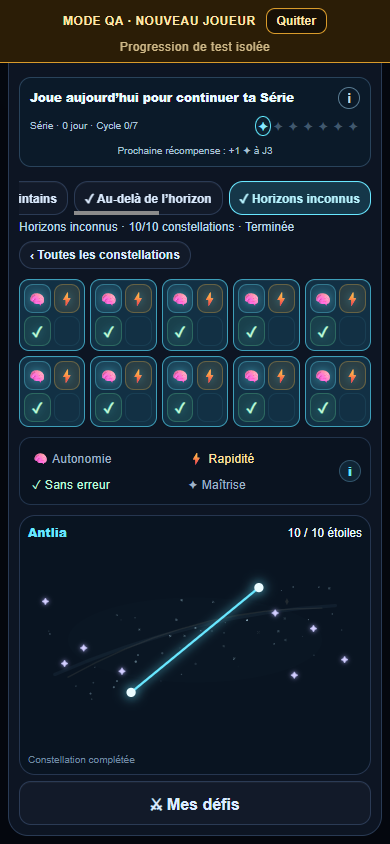 MODE QA · NOUVEAU JOUEUR Quitter
Progression de test isolée
Joue aujourd'hui pour continuer ta Série i
Série · 0 jour · Cycle 0/7
Prochaine récompense : +1 ✦ à J3
intains ✓ Au-delà de l'horizon ✓ Horizons inconnus
Horizons inconnus · 10/10 constellations · Terminée
‹ Toutes les constellations
Autonomie Rapidité
✓ Sans erreur ✦ Maîtrise i
Antlia 10 / 10 étoiles
Constellation complétée
⚔ Mes défis